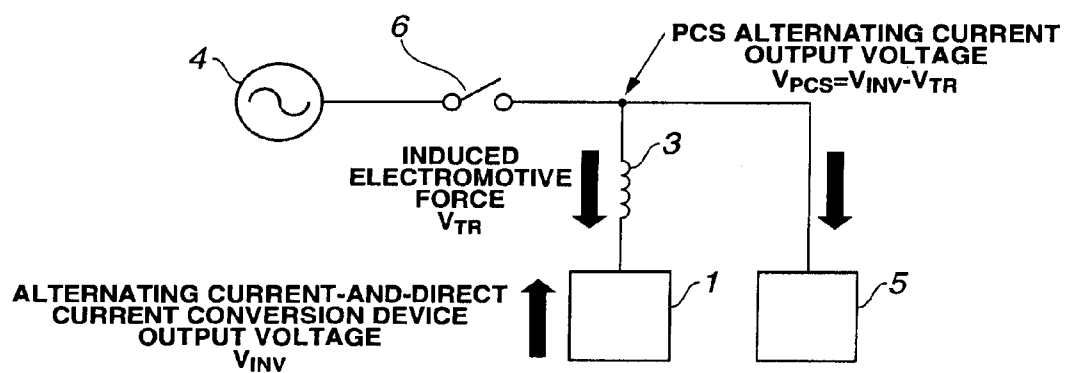 6
PCS ALTERNATING CURRENT
OUTPUT VOLTAGE
VPCS=VINV-VTR
4
3
INDUCED
ELECTROMOTIVE
FORCE
VTR
1
5
ALTERNATING CURRENT-AND-DIRECT
CURRENT CONVERSION DEVICE
OUTPUT VOLTAGE
VINV